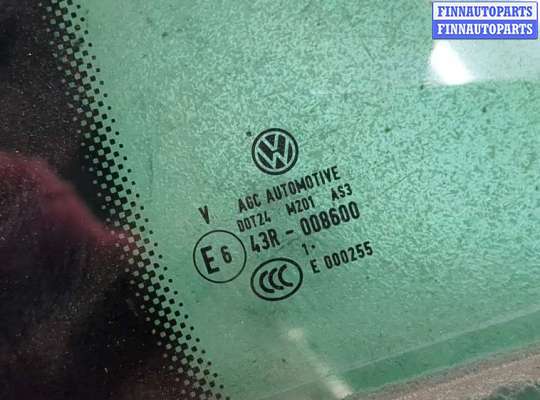 FINNAUTOPARTS
FINNAUTOPARTS
V AGC AUTOMOTIVE
DOT24 M201 AS3
E6 43R - 008600
1·
CCC E 000255